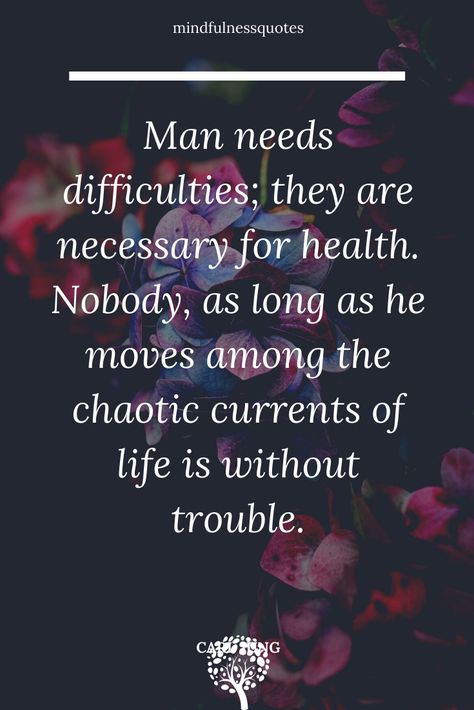 mindfulnessquotes
Man needs
difficulties; they are
necessary for health.
Nobody, as long as he
moves among the
chaotic currents of
life is without
trouble.